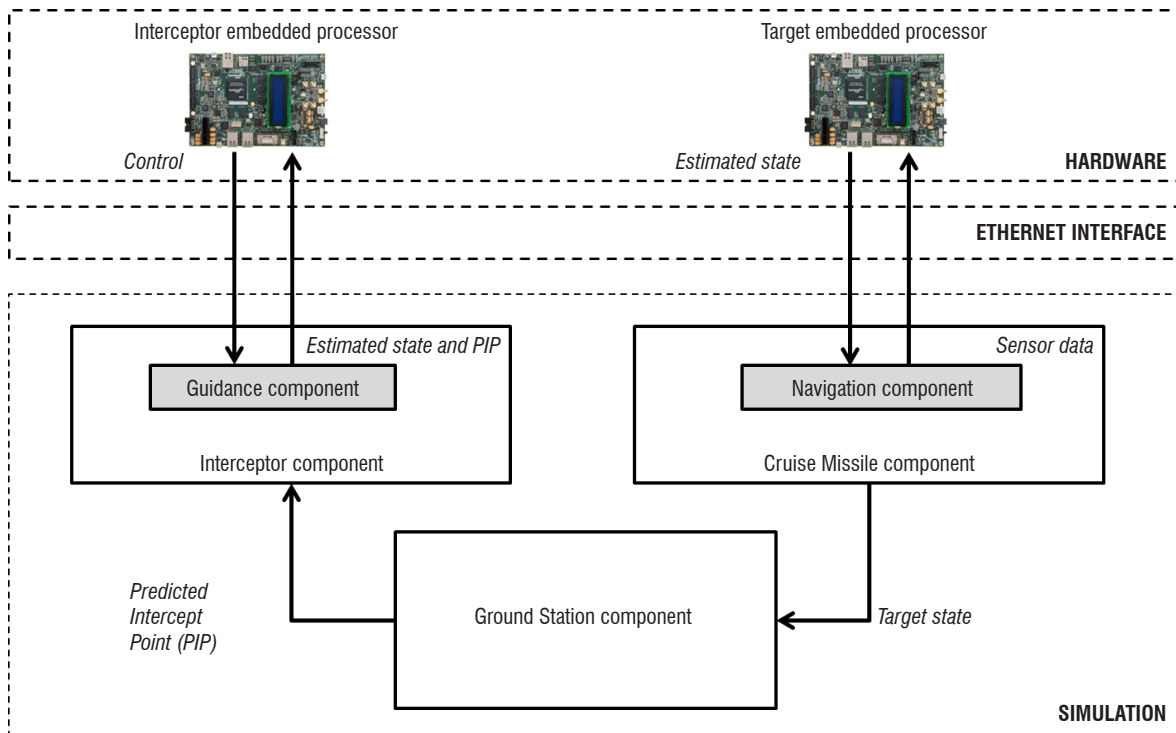 Interceptor embedded processor
Target embedded processor
Control
Estimated state
HARDWARE
ETHERNET INTERFACE
Estimated state and PIP
Guidance component
Interceptor component
Sensor data
Navigation component
Cruise Missile component
Predicted
Intercept
Point (PIP)
Ground Station component
Target state
SIMULATION